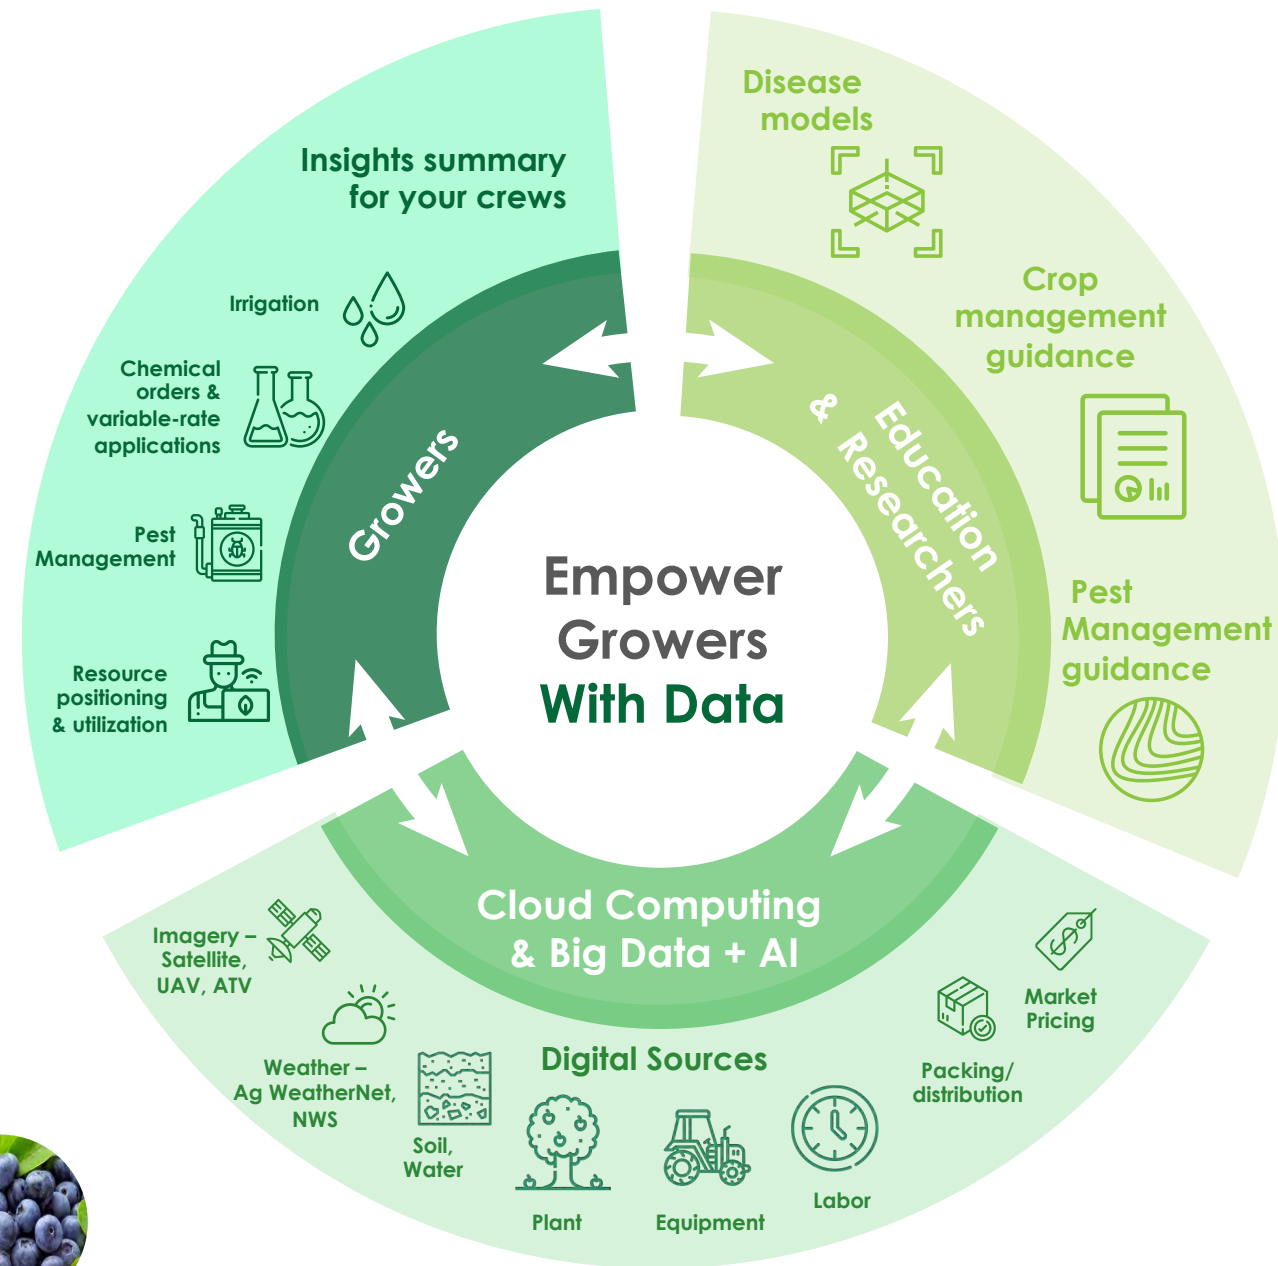 Insights summary
for your crews
Irrigation
Chemical
orders &
variable-rate
applications
Pest
Management
Resource
positioning
& utilization
Growers
Disease
models
Crop
management
guidance
Pest
Management
guidance
Education
& Researchers
Empower
Growers
With Data
Cloud Computing
& Big Data + AI
Digital Sources
Imagery –
Satellite,
UAV, ATV
Weather –
Ag WeatherNet,
NWS
Soil,
Water
Plant
Equipment
Labor
Packing/
distribution
Market
Pricing